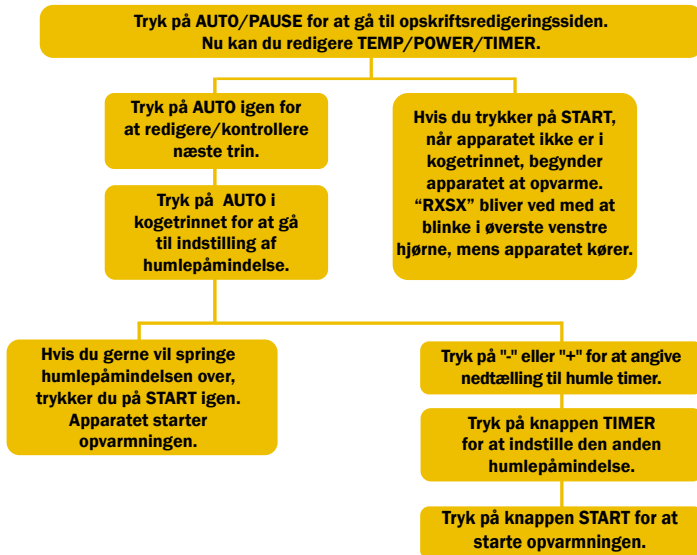 Tryk på AUTO/PAUSE for at gå til opskriftsredigeringssiden.
Nu kan du redigere TEMP/POWER/TIMER.
Tryk på AUTO igen for
at redigere/kontrollere
næste trin.
Hvis du trykker på START,
når apparatet ikke er i
kogetrinnet, begynder
apparatet at opvarme.
“RXSX” bliver ved med at
blinke i øverste venstre
hjørne, mens apparatet kører.
Tryk på AUTO i
kogetrinnet for at gå
til indstilling af
humlepåmindelse.
Hvis du gerne vil springe
humlepåmindelsen over,
trykker du på START igen.
Apparatet starter
opvarmningen.
Tryk på "-" eller "+" for at angive
nedtælling til humle timer.
Tryk på knappen TIMER
for at indstille den anden
humlepåmindelse.
Tryk på knappen START for at
starte opvarmningen.